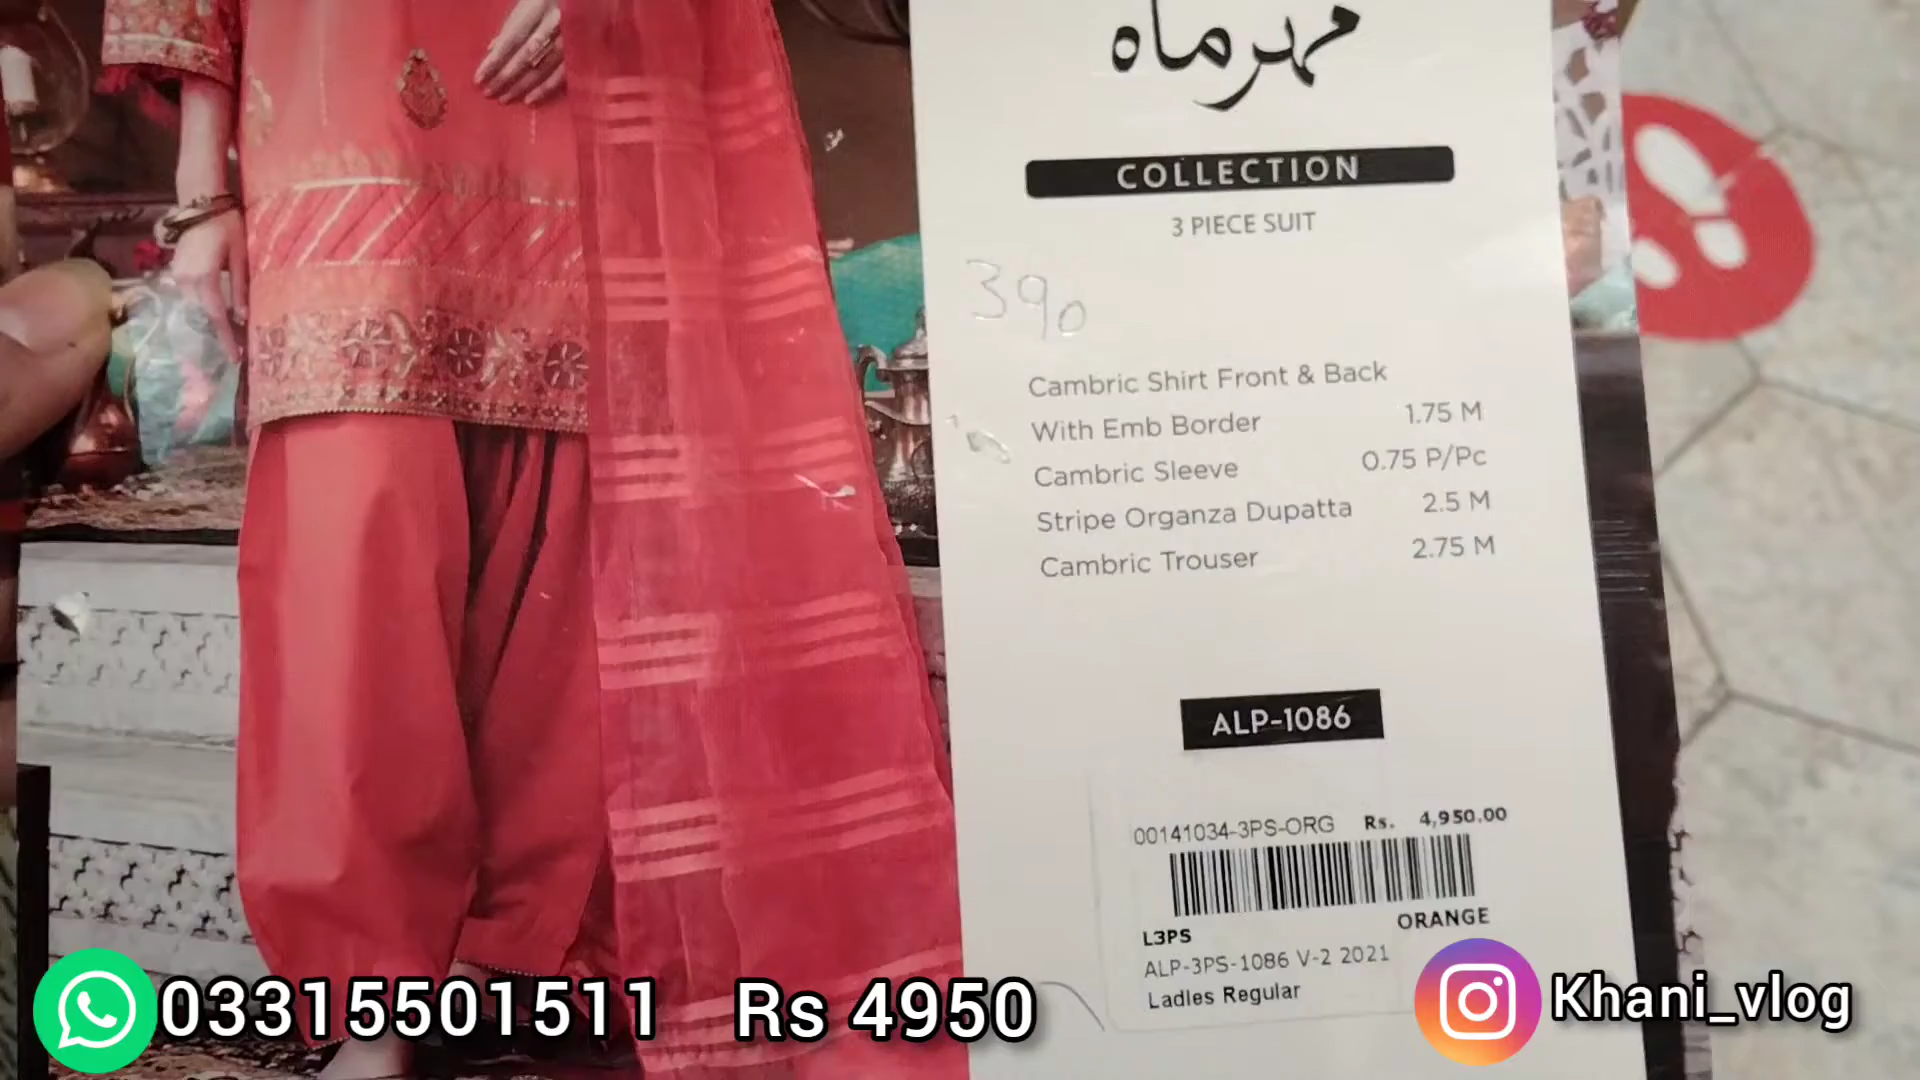 مہرماہ
COLLECTION
3 PIECE SUIT
390
Cambric Shirt Front & Back
With Emb Border 1.75 M
Cambric Sleeve 0.75 P/Pc
Stripe Organza Dupatta 2.5 M
Cambric Trouser 2.75 M
ALP-1086
00141034-3PS-ORG Rs. 4,950.00
L3PS ORANGE
ALP-3PS-1086 V-2 2021
Ladies Regular
03315501511 Rs 4950 Khani_vlog